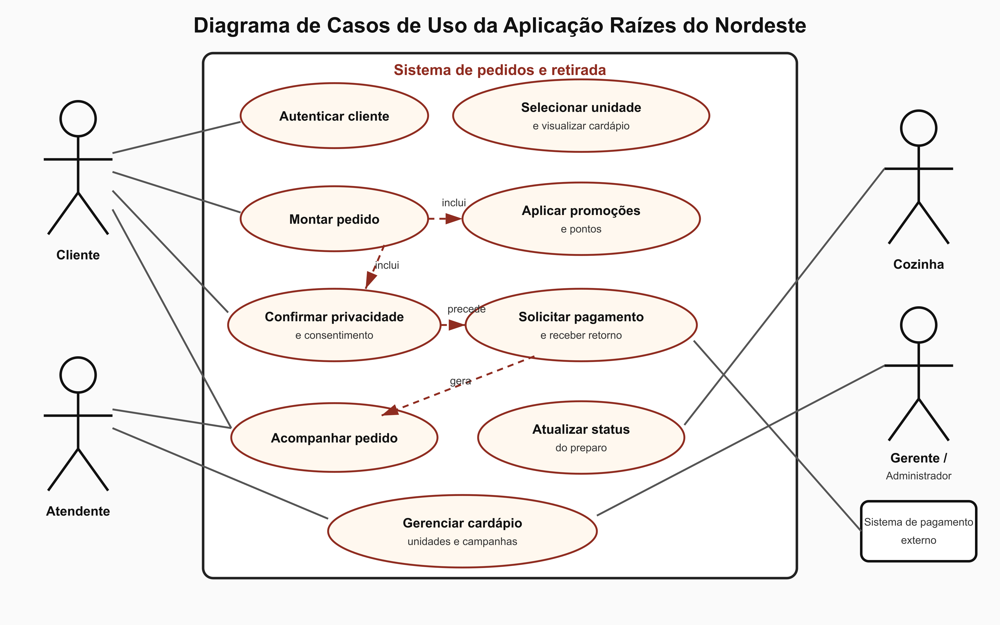 Diagrama de Casos de Uso da Aplicação Raízes do Nordeste
Sistema de pedidos e retirada
Autenticar cliente
Selecionar unidade
e visualizar cardápio
Montar pedido
inclui
Aplicar promoções
e pontos
Cliente
inclui
Cozinha
Confirmar privacidade
e consentimento
precede
Solicitar pagamento
e receber retorno
gera
Acompanhar pedido
Atualizar status
do preparo
Gerente /
Administrador
Atendente
Gerenciar cardápio
unidades e campanhas
Sistema de pagamento
externo